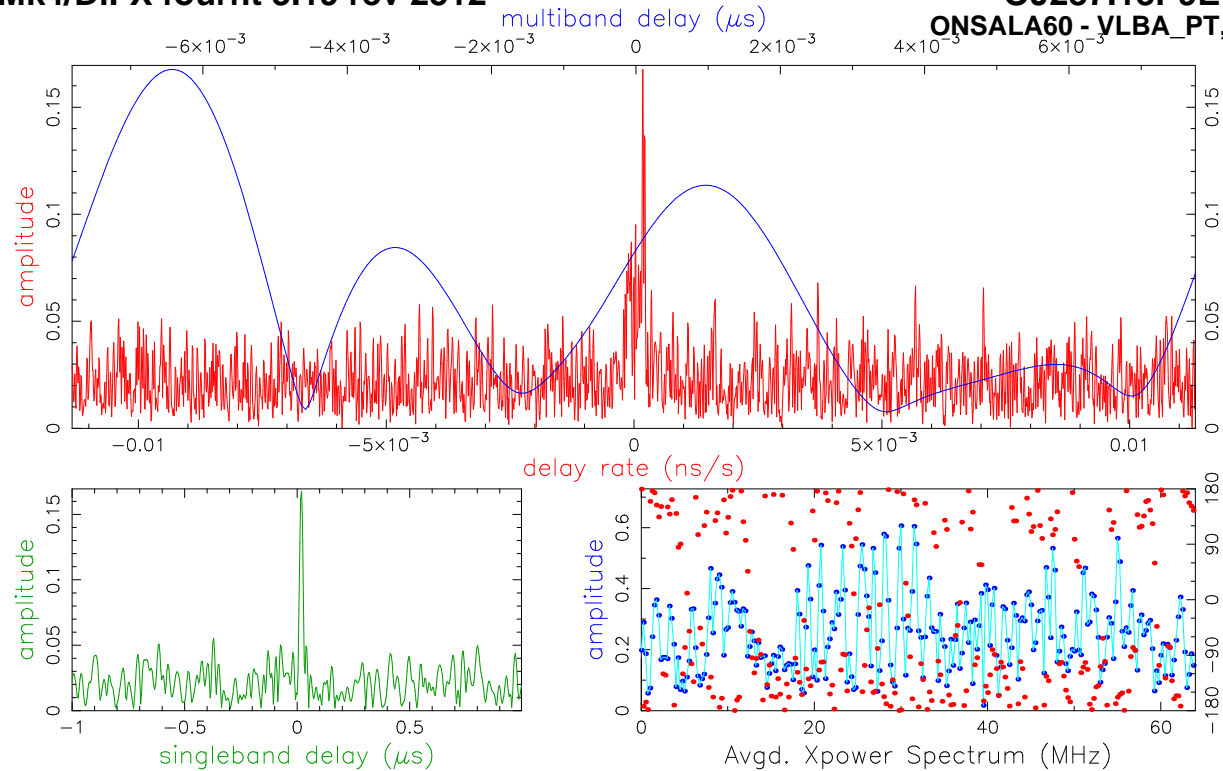 multiband delay (μs)
ONSALA60 - VLBA_PT,
−6×10⁻³ −4×10⁻³ −2×10⁻³ 0 2×10⁻³ 4×10⁻³ 6×10⁻³
amplitude
0 0.05 0.1 0.15
0 0.05 0.1 0.15
−0.01 −5×10⁻³ 0 5×10⁻³ 0.01
delay rate (ns/s)
amplitude
0 0.05 0.1 0.15
−1 −0.5 0 0.5
singleband delay (μs)
amplitude
0 0.2 0.4 0.6
−180 −90 0 90 180
0 20 40 60
Avgd. Xpower Spectrum (MHz)